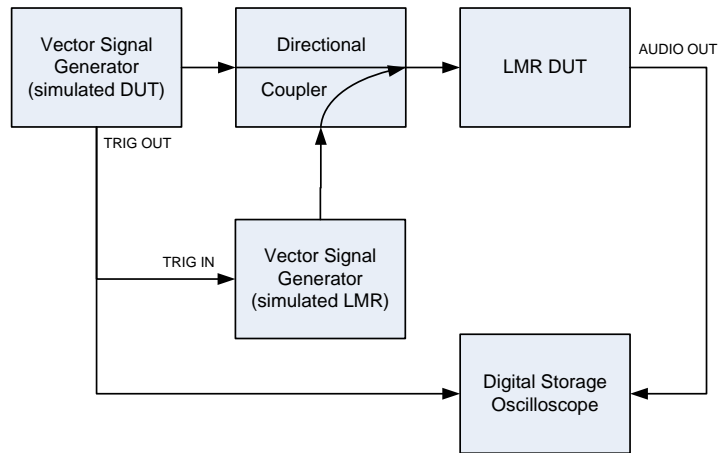 Vector Signal
Generator
(simulated DUT)
Directional
Coupler
LMR DUT
AUDIO OUT
TRIG OUT
TRIG IN
Vector Signal
Generator
(simulated LMR)
Digital Storage
Oscilloscope